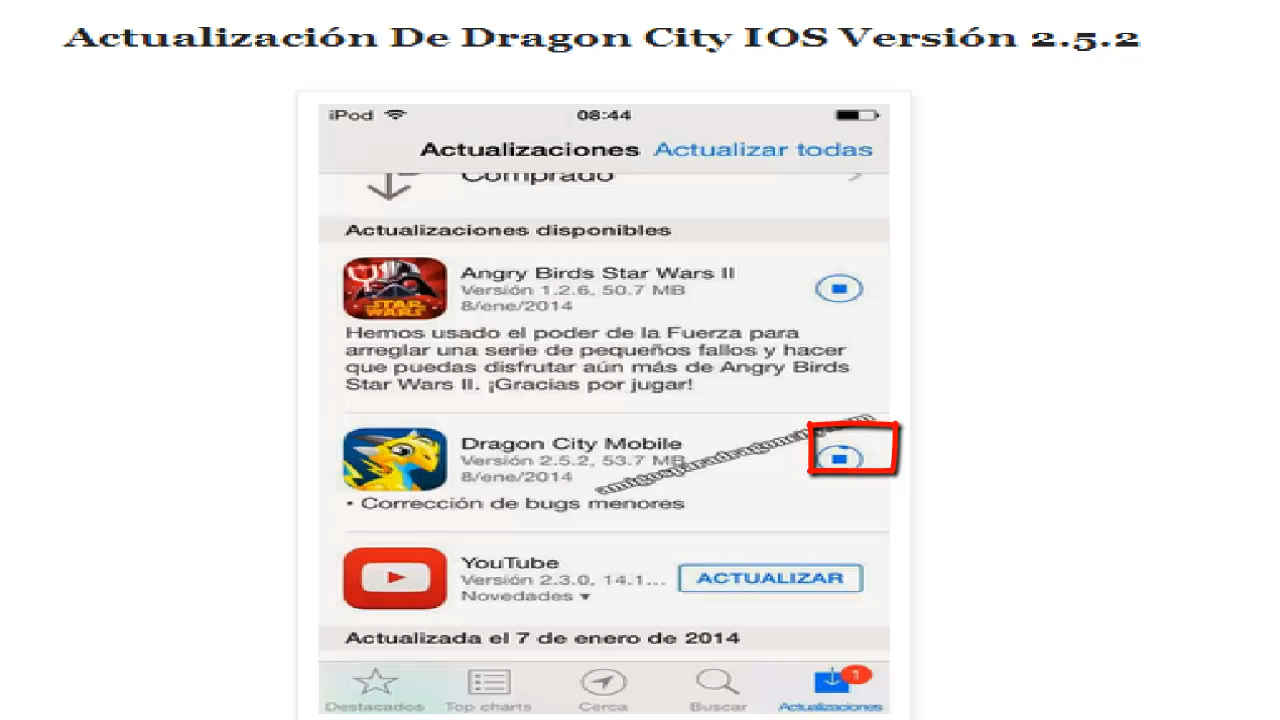 Actualización De Dragon City IOS Versión 2.5.2
iPod 08:44
Actualizaciones Actualizar todas
Comprado
Actualizaciones disponibles
STAR WARS
Angry Birds Star Wars II
Versión 1.2.6, 50.7 MB
8/ene/2014
Hemos usado el poder de la Fuerza para
arreglar una serie de pequeños fallos y hacer
que puedas disfrutar aún más de Angry Birds
Star Wars II. ¡Gracias por jugar!
Dragon City Mobile
Versión 2.5.2, 53.7 MB
8/ene/2014
• Corrección de bugs menores
YouTube
Versión 2.3.0, 14.1...
Novedades ▾
ACTUALIZAR
Actualizada el 7 de enero de 2014
1
Destacados Top charts Cerca Buscar Actualizaciones